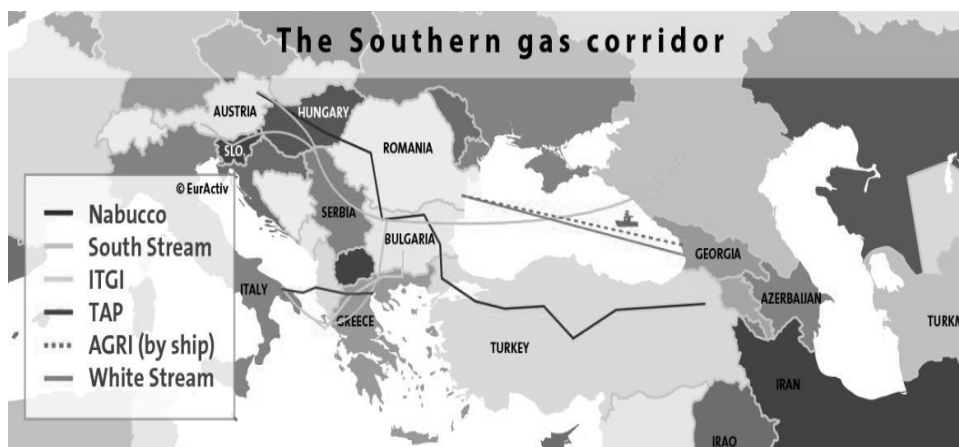 The Southern gas corridor
AUSTRIA
HUNGARY
SLO.
ROMANIA
© EurActiv
SERBIA
BULGARIA
ITALY
GREECE
TURKEY
GEORGIA
AZERBAIJAN
TURKM
IRAN
IRAQ
Nabucco
South Stream
ITGI
TAP
AGRI (by ship)
White Stream